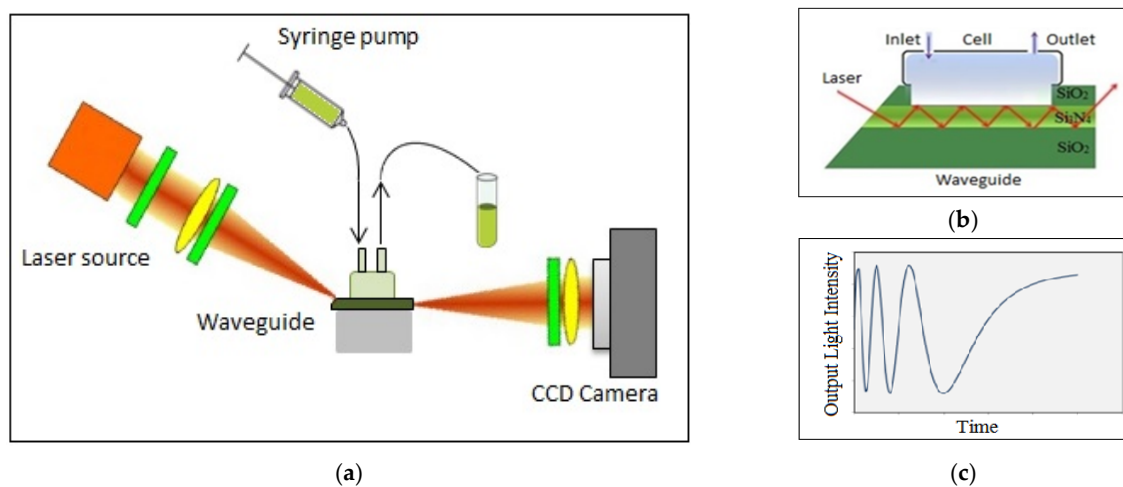 Syringe pump
Laser source
Waveguide
CCD Camera
(a)
Inlet Cell Outlet
Laser
SiO₂
Si₃N₄
SiO₂
Waveguide
(b)
Output Light Intensity
Time
(c)